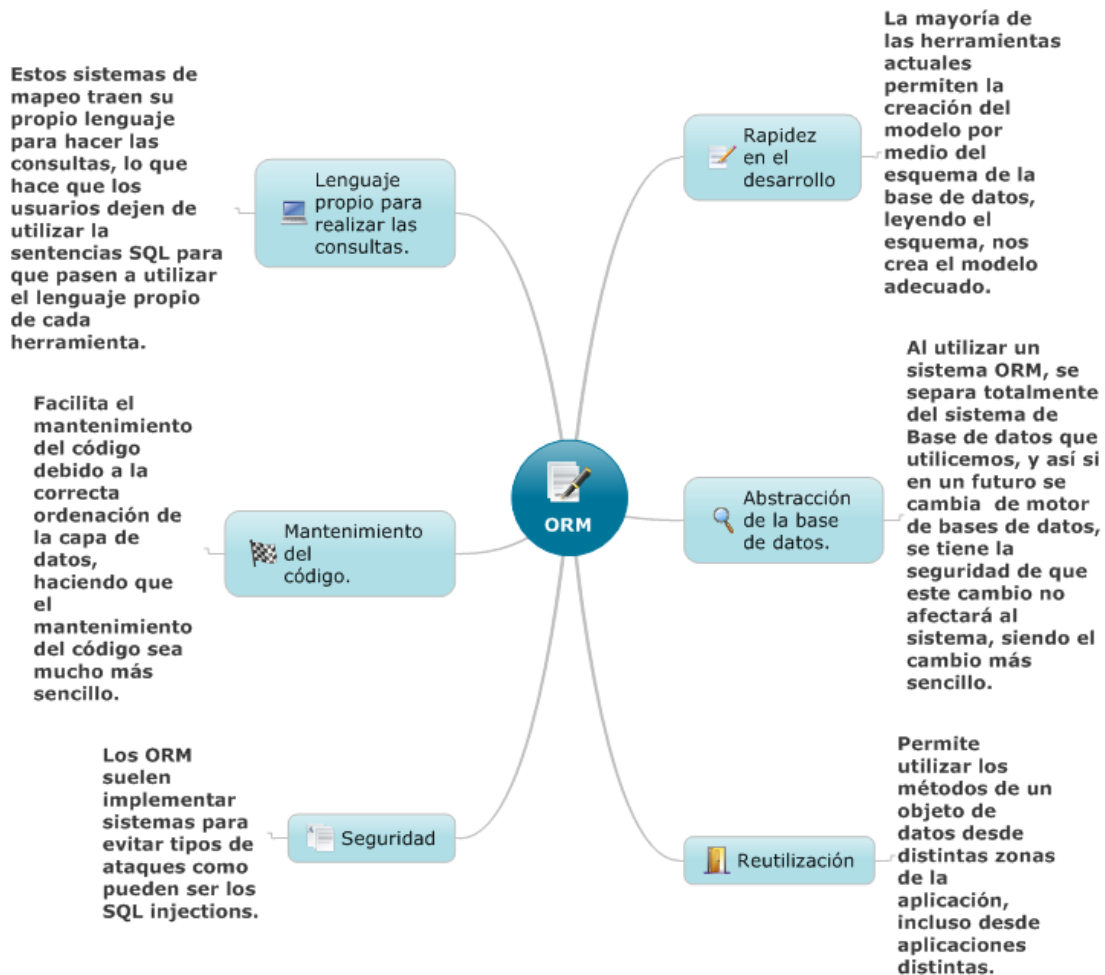 ORM
Rapidez
en el
desarrollo
La mayoría de
las herramientas
actuales
permiten la
creación del
modelo por
medio del
esquema de la
base de datos,
leyendo el
esquema, nos
crea el modelo
adecuado.
Abstracción
de la base
de datos.
Al utilizar un
sistema ORM, se
separa totalmente
del sistema de
Base de datos que
utilicemos, y así si
en un futuro se
cambia de motor
de bases de datos,
se tiene la
seguridad de que
este cambio no
afectará al
sistema, siendo el
cambio más
sencillo.
Reutilización
Permite
utilizar los
métodos de un
objeto de
datos desde
distintas zonas
de la
aplicación,
incluso desde
aplicaciones
distintas.
Lenguaje
propio para
realizar las
consultas.
Estos sistemas de
mapeo traen su
propio lenguaje
para hacer las
consultas, lo que
hace que los
usuarios dejen de
utilizar la
sentencias SQL para
que pasen a utilizar
el lenguaje propio
de cada
herramienta.
Mantenimiento
del
código.
Facilita el
mantenimiento
del código
debido a la
correcta
ordenación de
la capa de
datos,
haciendo que
el
mantenimiento
del código sea
mucho más
sencillo.
Seguridad
Los ORM
suelen
implementar
sistemas para
evitar tipos de
ataques como
pueden ser los
SQL injections.